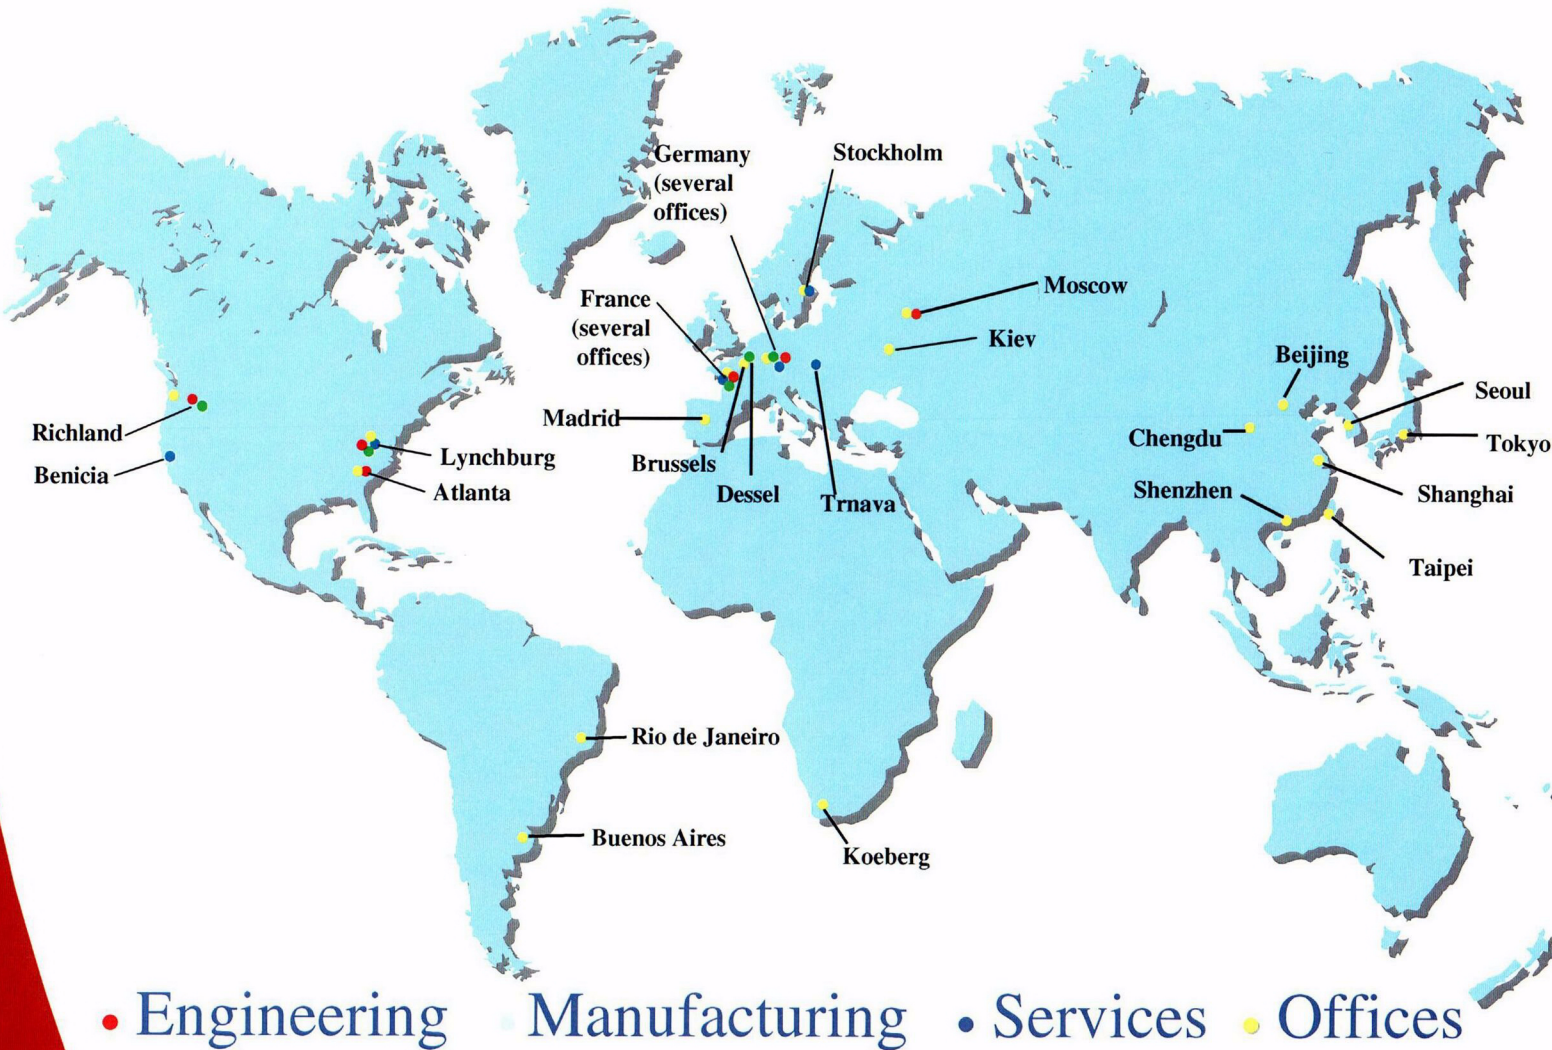 Germany
(several
offices)
Stockholm
France
(several
offices)
Moscow
Kiev
Beijing
Seoul
Madrid
Chengdu
Tokyo
Richland
Lynchburg
Brussels
Benicia
Atlanta
Dessel
Trnava
Shenzhen
Shanghai
Taipei
Rio de Janeiro
Buenos Aires
Koeberg
Engineering Manufacturing Services Offices